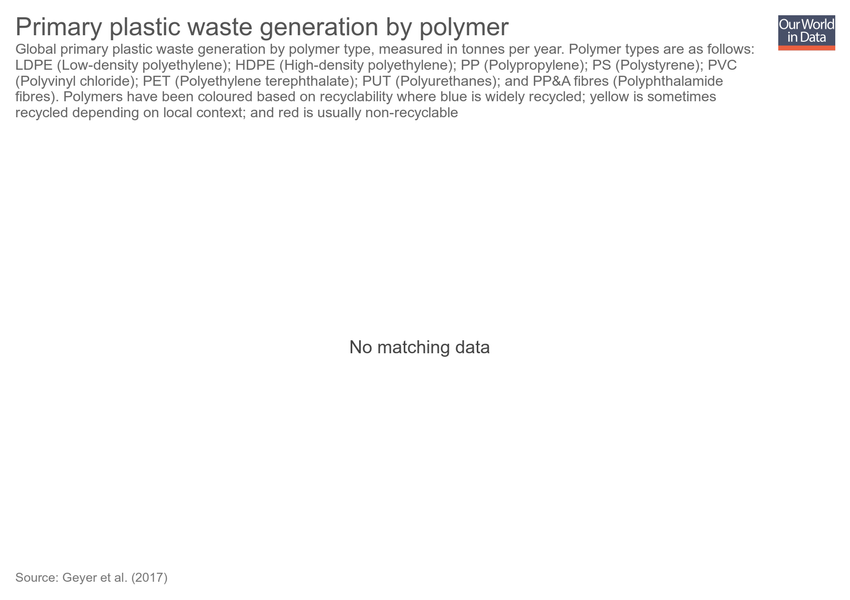 Primary plastic waste generation by polymer
Our World
in Data
Global primary plastic waste generation by polymer type, measured in tonnes per year. Polymer types are as follows:
LDPE (Low-density polyethylene); HDPE (High-density polyethylene); PP (Polypropylene); PS (Polystyrene); PVC
(Polyvinyl chloride); PET (Polyethylene terephthalate); PUT (Polyurethanes); and PP&A fibres (Polyphthalamide
fibres). Polymers have been coloured based on recyclability where blue is widely recycled; yellow is sometimes
recycled depending on local context; and red is usually non-recyclable
No matching data
Source: Geyer et al. (2017)